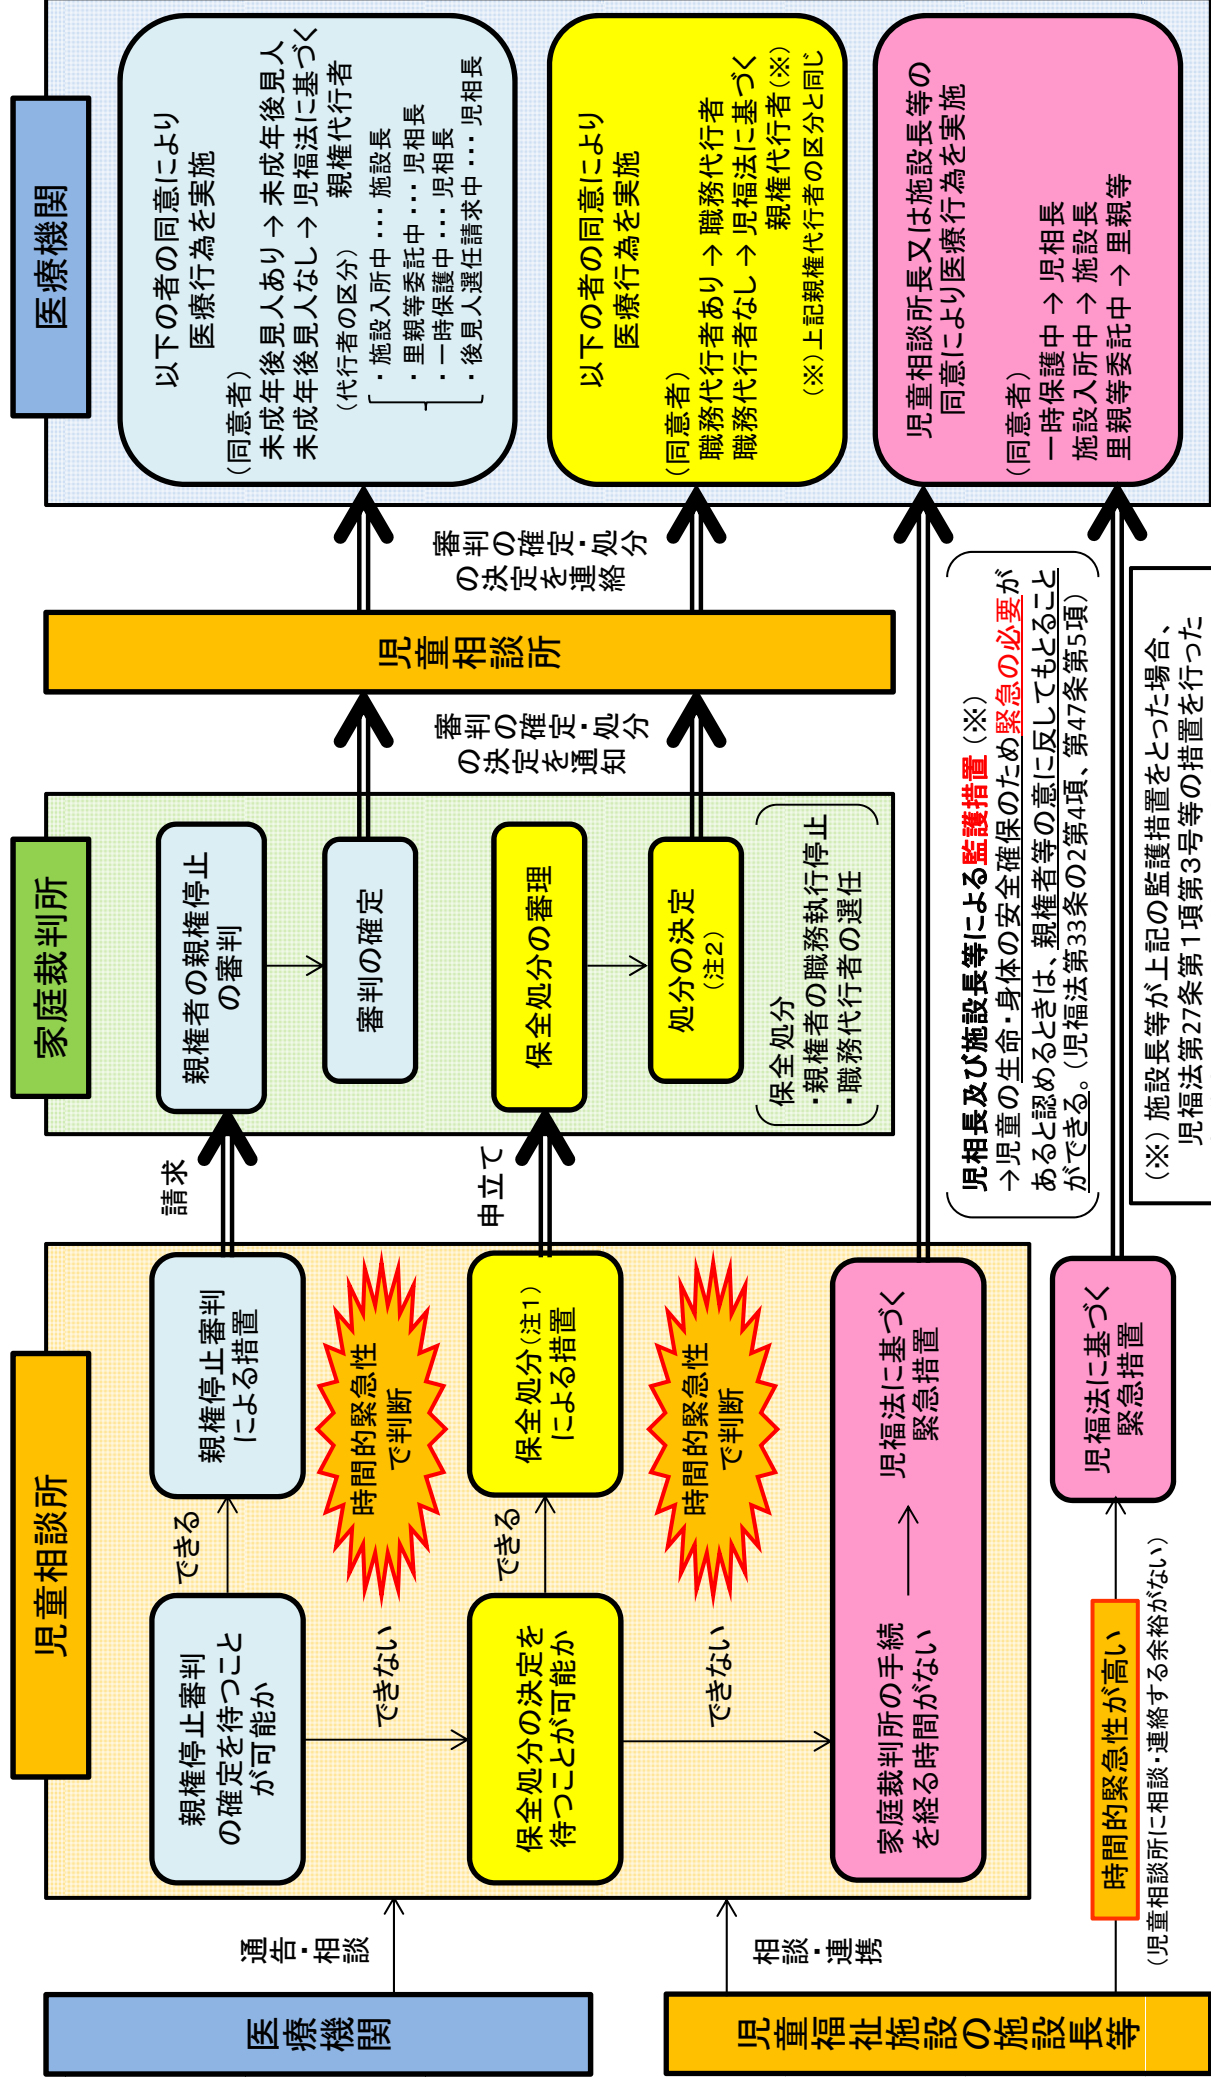 医療機関
児童福祉施設の施設長等
通告・相談
相談・連携
児童相談所
親権停止審判
の確定を待つこと
が可能か
できる
親権停止審判
による措置
できない
時間的緊急性
で判断
保全処分の決定を
待つことが可能か
できる
保全処分(注1)
による措置
できない
時間的緊急性
で判断
家庭裁判所の手続
を経る時間がない
児福法に基づく
緊急措置
時間的緊急性が高い
(児童相談所に相談・連絡する余裕がない)
児福法に基づく
緊急措置
請求
申立て
家庭裁判所
親権者の親権停止
の審判
審判の確定
保全処分の審理
処分の決定
(注2)
保全処分
・親権者の職務執行停止
・職務代行者の選任
審判の確定・処分
の決定を通知
児童相談所
審判の確定・処分
の決定を連絡
児相長及び施設長等による監護措置(※)
→児童の生命・身体の安全確保のため緊急の必要が
あると認めるときは、親権者等の意に反してもとること
ができる。(児福法第33条の2第4項、第47条第5項)
(※)施設長等が上記の監護措置をとった場合、
児福法第27条第1項第3号等の措置を行った
医療機関
以下の者の同意により
医療行為を実施
(同意者)
未成年後見人あり→未成年後見人
未成年後見人なし→児福法に基づく
親権代行者
(代行者の区分)
・施設入所中・・・施設長
・里親等委託中・・・児相長
・一時保護中・・・児相長
・後見人選任請求中・・・児相長
以下の者の同意により
医療行為を実施
(同意者)
職務代行者あり→職務代行者
職務代行者なし→児福法に基づく
親権代行者(※)
(※)上記親権代行者の区分と同じ
児童相談所長又は施設長等の
同意により医療行為を実施
(同意者)
一時保護中→児相長
施設入所中→施設長
里親等委託中→里親等